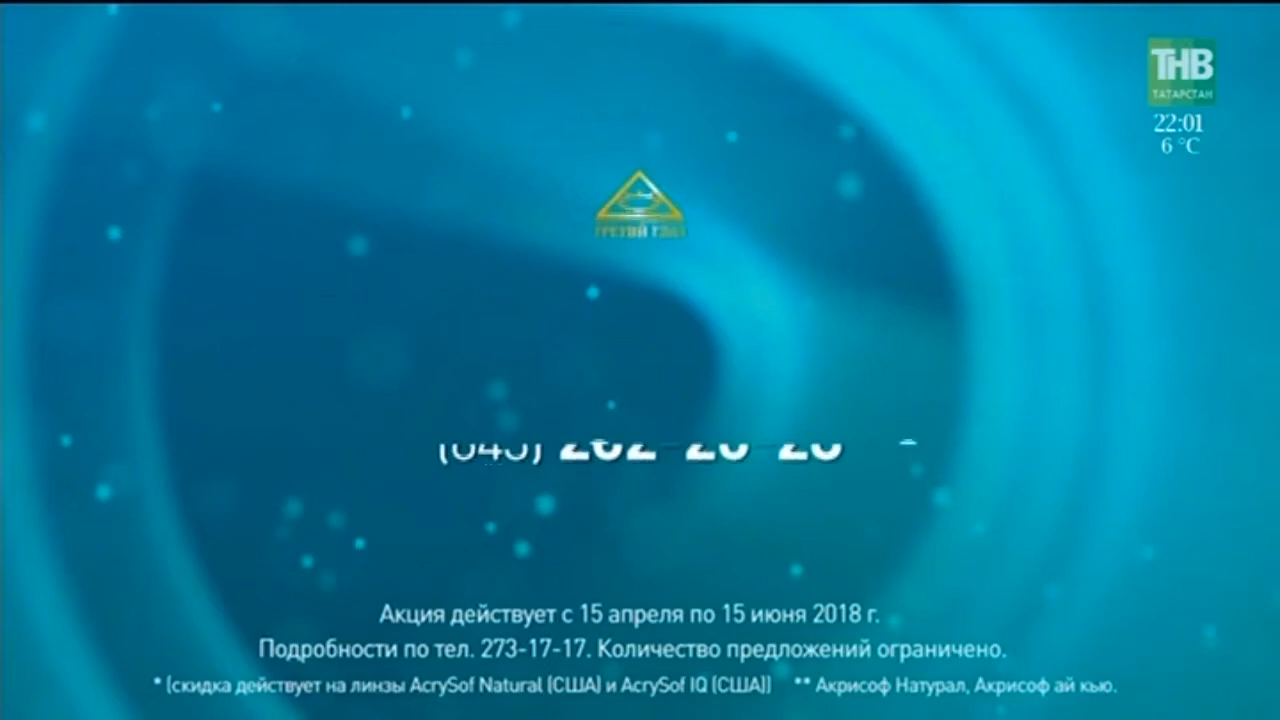 ТНВ
ТАТАРСТАН
22:01
6 °C
Акция действует с 15 апреля по 15 июня 2018 г.
Подробности по тел. 273-17-17. Количество предложений ограничено.
* (скидка действует на линзы AcrySof Natural (США) и AcrySof IQ (США)) ** Акрисоф Натурал, Акрисоф ай кью.